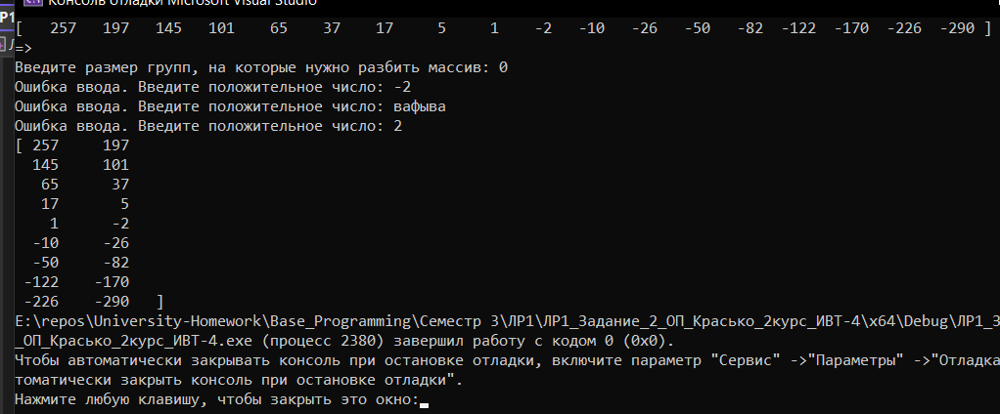 Консоль отладки Microsoft Visual Studio
[ 257 197 145 101 65 37 17 5 1 -2 -10 -26 -50 -82 -122 -170 -226 -290 ]
=>
Введите размер групп, на которые нужно разбить массив: 0
Ошибка ввода. Введите положительное число: -2
Ошибка ввода. Введите положительное число: вафыва
Ошибка ввода. Введите положительное число: 2
[ 257 197
145 101
65 37
17 5
1 -2
-10 -26
-50 -82
-122 -170
-226 -290 ]
E:\repos\University-Homework\Base_Programming\Семестр 3\ЛР1\ЛР1_Задание_2_ОП_Красько_2курс_ИВТ-4\x64\Debug\ЛР1_З
_ОП_Красько_2курс_ИВТ-4.exe (процесс 2380) завершил работу с кодом 0 (0x0).
Чтобы автоматически закрывать консоль при остановке отладки, включите параметр "Сервис" ->"Параметры" ->"Отладка
томатически закрыть консоль при остановке отладки".
Нажмите любую клавишу, чтобы закрыть это окно: